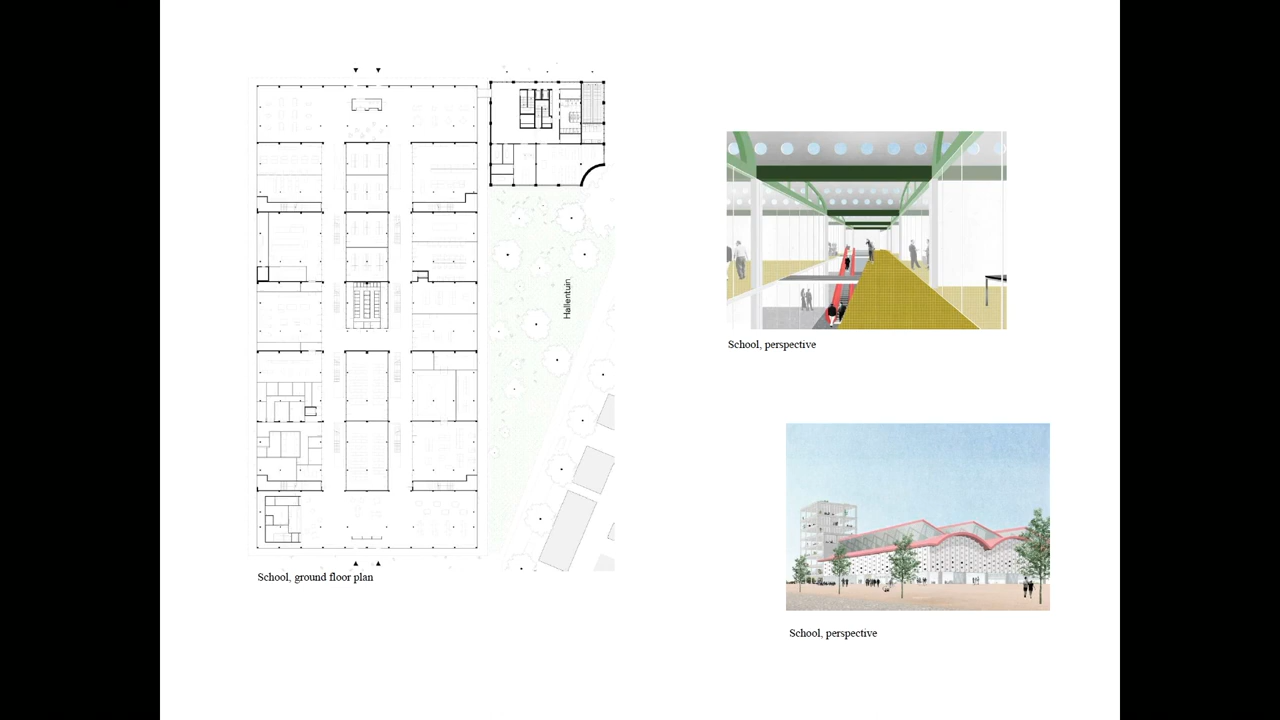 Hallentuin
School, ground floor plan
School, perspective
School, perspective